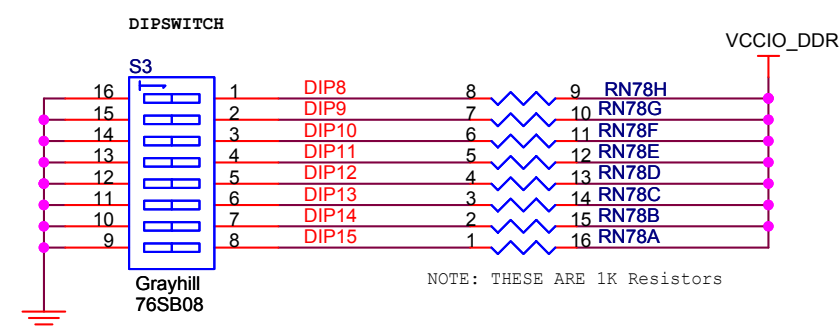 DIPSWITCH
VCCIO_DDR
S3
16 1 DIP8 8 9 RN78H
15 2 DIP9 7 10 RN78G
14 3 DIP10 6 11 RN78F
13 4 DIP11 5 12 RN78E
12 5 DIP12 4 13 RN78D
11 6 DIP13 3 14 RN78C
10 7 DIP14 2 15 RN78B
9 8 DIP15 1 16 RN78A
Grayhill
76SB08
NOTE: THESE ARE 1K Resistors